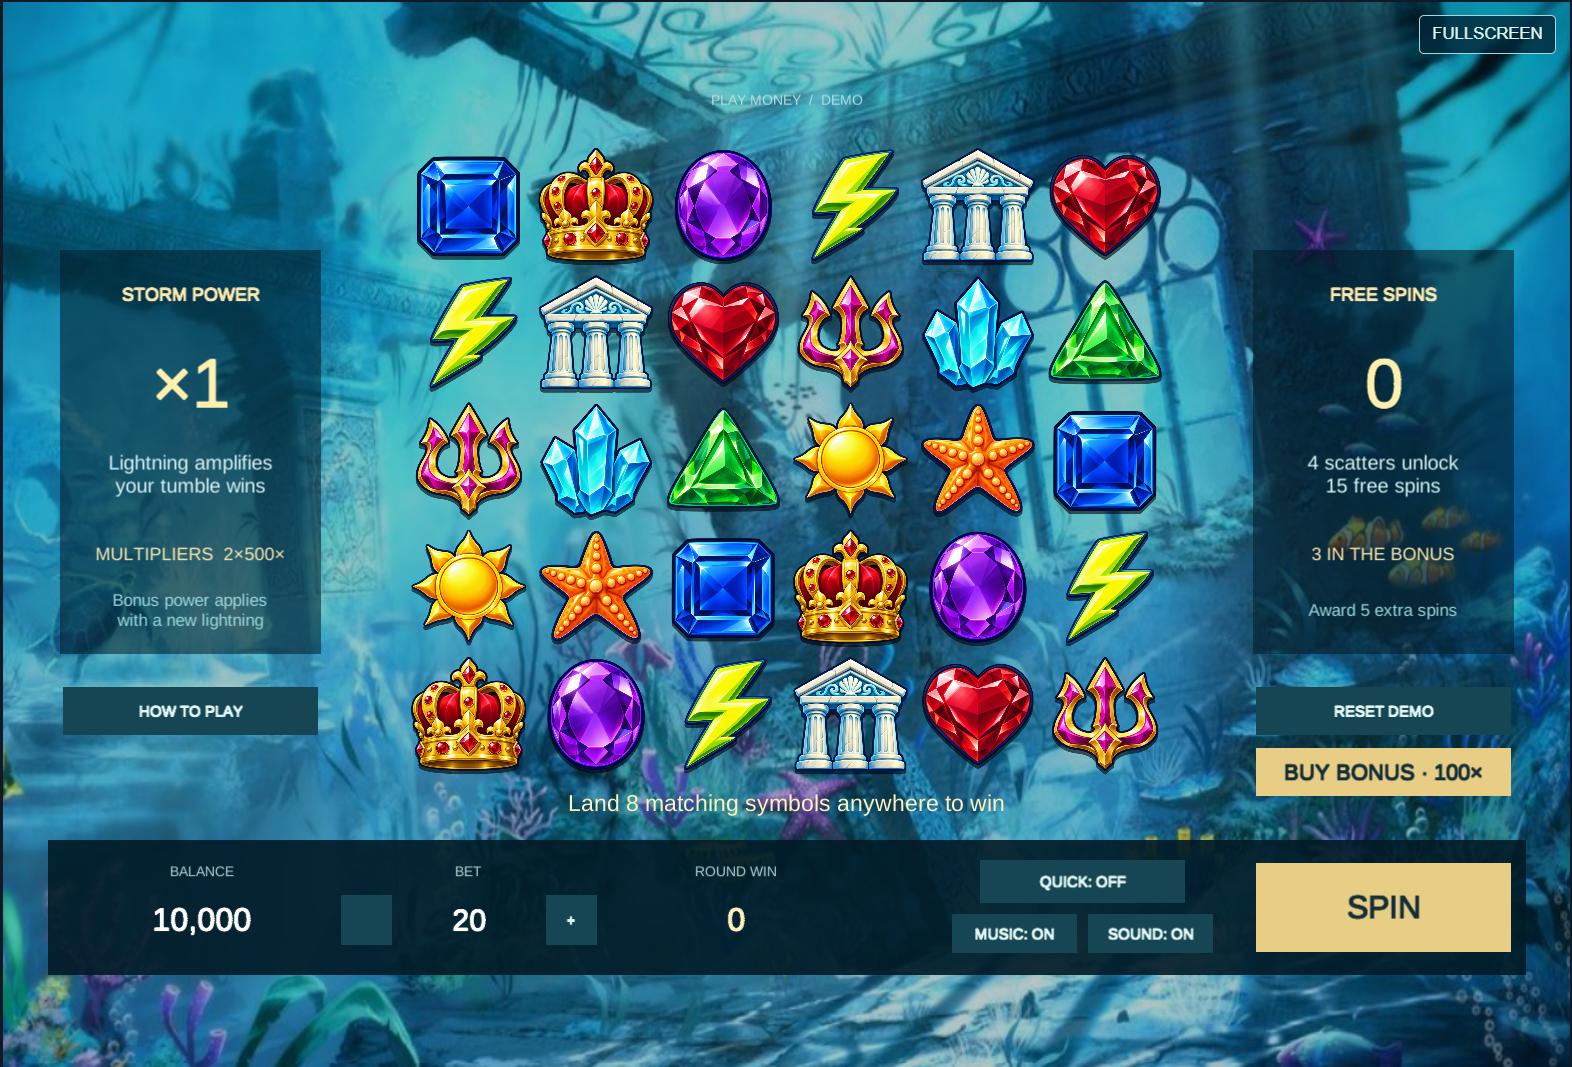 FULLSCREEN
PLAY MONEY / DEMO
STORM POWER
×1
Lightning amplifies
your tumble wins
MULTIPLIERS 2×500×
Bonus power applies
with a new lightning
HOW TO PLAY
FREE SPINS
0
4 scatters unlock
15 free spins
3 IN THE BONUS
Award 5 extra spins
RESET DEMO
BUY BONUS · 100×
Land 8 matching symbols anywhere to win
BALANCE
10,000
BET
20
+
ROUND WIN
0
QUICK: OFF
MUSIC: ON
SOUND: ON
SPIN